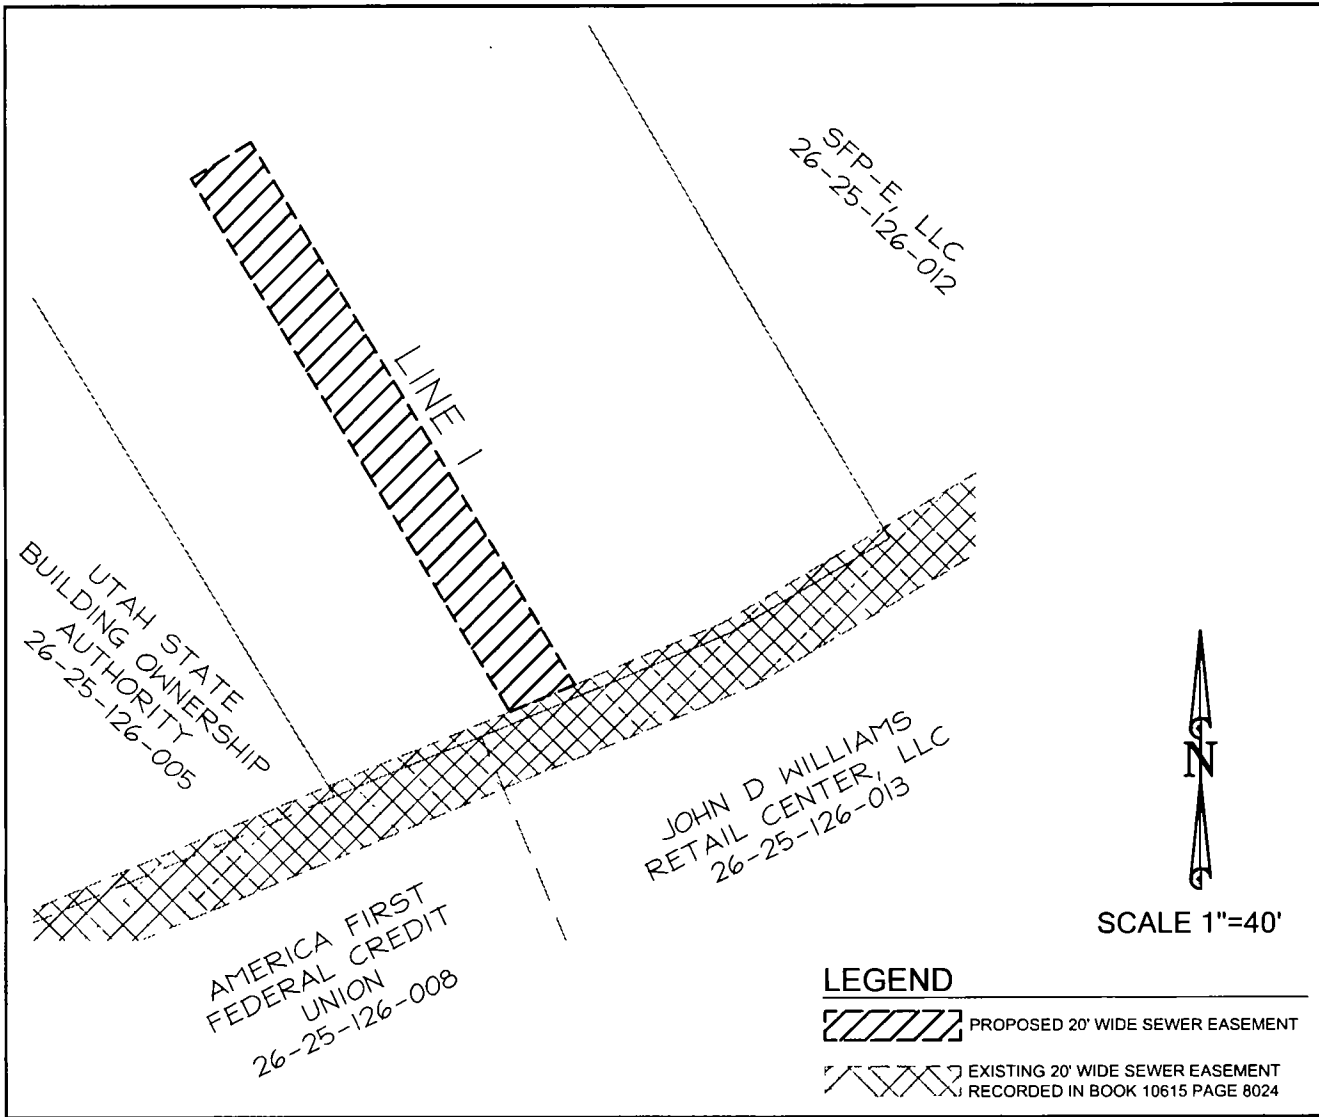 SFP-E, LLC
26-25-126-012
LINE 1
UTAH STATE
BUILDING OWNERSHIP
AUTHORITY
26-25-126-005
JOHN D WILLIAMS
RETAIL CENTER, LLC
26-25-126-013
AMERICA FIRST
FEDERAL CREDIT
UNION
26-25-126-008
N
SCALE 1"=40'
LEGEND
PROPOSED 20' WIDE SEWER EASEMENT
EXISTING 20' WIDE SEWER EASEMENT
RECORDED IN BOOK 10615 PAGE 8024